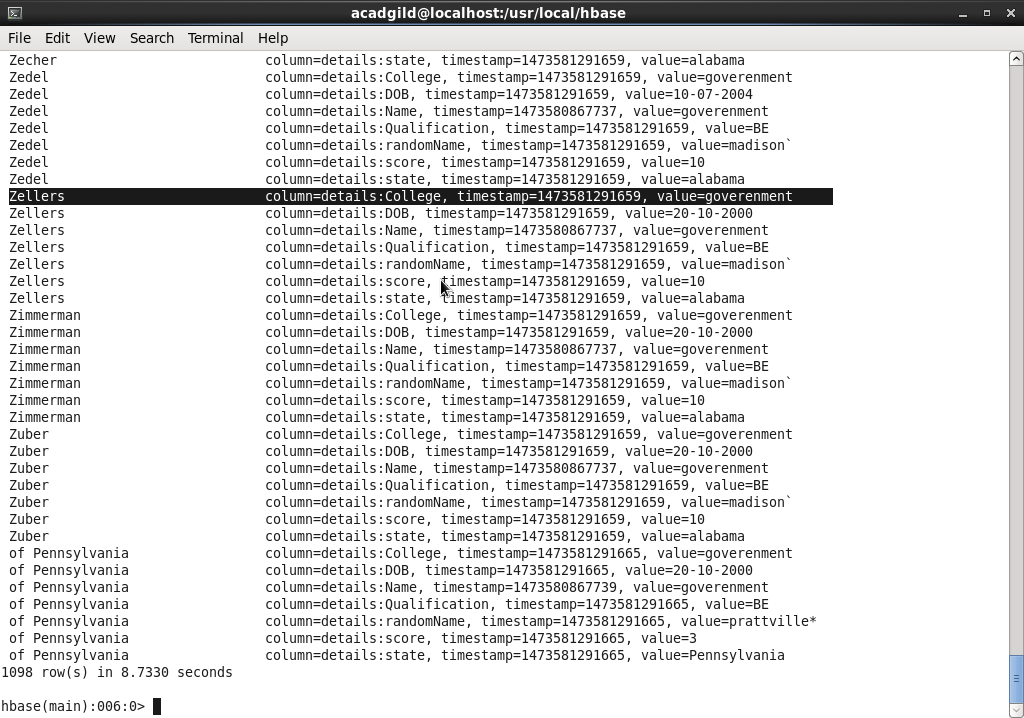 acadgild@localhost:/usr/local/hbase
File Edit View Search Terminal Help
Zecher column=details:state, timestamp=1473581291659, value=alabama
Zedel column=details:College, timestamp=1473581291659, value=goverenment
Zedel column=details:DOB, timestamp=1473581291659, value=10-07-2004
Zedel column=details:Name, timestamp=1473580867737, value=goverenment
Zedel column=details:Qualification, timestamp=1473581291659, value=BE
Zedel column=details:randomName, timestamp=1473581291659, value=madison`
Zedel column=details:score, timestamp=1473581291659, value=10
Zedel column=details:state, timestamp=1473581291659, value=alabama
Zellers column=details:College, timestamp=1473581291659, value=goverenment
Zellers column=details:DOB, timestamp=1473581291659, value=20-10-2000
Zellers column=details:Name, timestamp=1473580867737, value=goverenment
Zellers column=details:Qualification, timestamp=1473581291659, value=BE
Zellers column=details:randomName, timestamp=1473581291659, value=madison`
Zellers column=details:score, timestamp=1473581291659, value=10
Zellers column=details:state, timestamp=1473581291659, value=alabama
Zimmerman column=details:College, timestamp=1473581291659, value=goverenment
Zimmerman column=details:DOB, timestamp=1473581291659, value=20-10-2000
Zimmerman column=details:Name, timestamp=1473580867737, value=goverenment
Zimmerman column=details:Qualification, timestamp=1473581291659, value=BE
Zimmerman column=details:randomName, timestamp=1473581291659, value=madison`
Zimmerman column=details:score, timestamp=1473581291659, value=10
Zimmerman column=details:state, timestamp=1473581291659, value=alabama
Zuber column=details:College, timestamp=1473581291659, value=goverenment
Zuber column=details:DOB, timestamp=1473581291659, value=20-10-2000
Zuber column=details:Name, timestamp=1473580867737, value=goverenment
Zuber column=details:Qualification, timestamp=1473581291659, value=BE
Zuber column=details:randomName, timestamp=1473581291659, value=madison`
Zuber column=details:score, timestamp=1473581291659, value=10
Zuber column=details:state, timestamp=1473581291659, value=alabama
of Pennsylvania column=details:College, timestamp=1473581291665, value=goverenment
of Pennsylvania column=details:DOB, timestamp=1473581291665, value=20-10-2000
of Pennsylvania column=details:Name, timestamp=1473580867739, value=goverenment
of Pennsylvania column=details:Qualification, timestamp=1473581291665, value=BE
of Pennsylvania column=details:randomName, timestamp=1473581291665, value=prattville*
of Pennsylvania column=details:score, timestamp=1473581291665, value=3
of Pennsylvania column=details:state, timestamp=1473581291665, value=Pennsylvania
1098 row(s) in 8.7330 seconds
hbase(main):006:0>